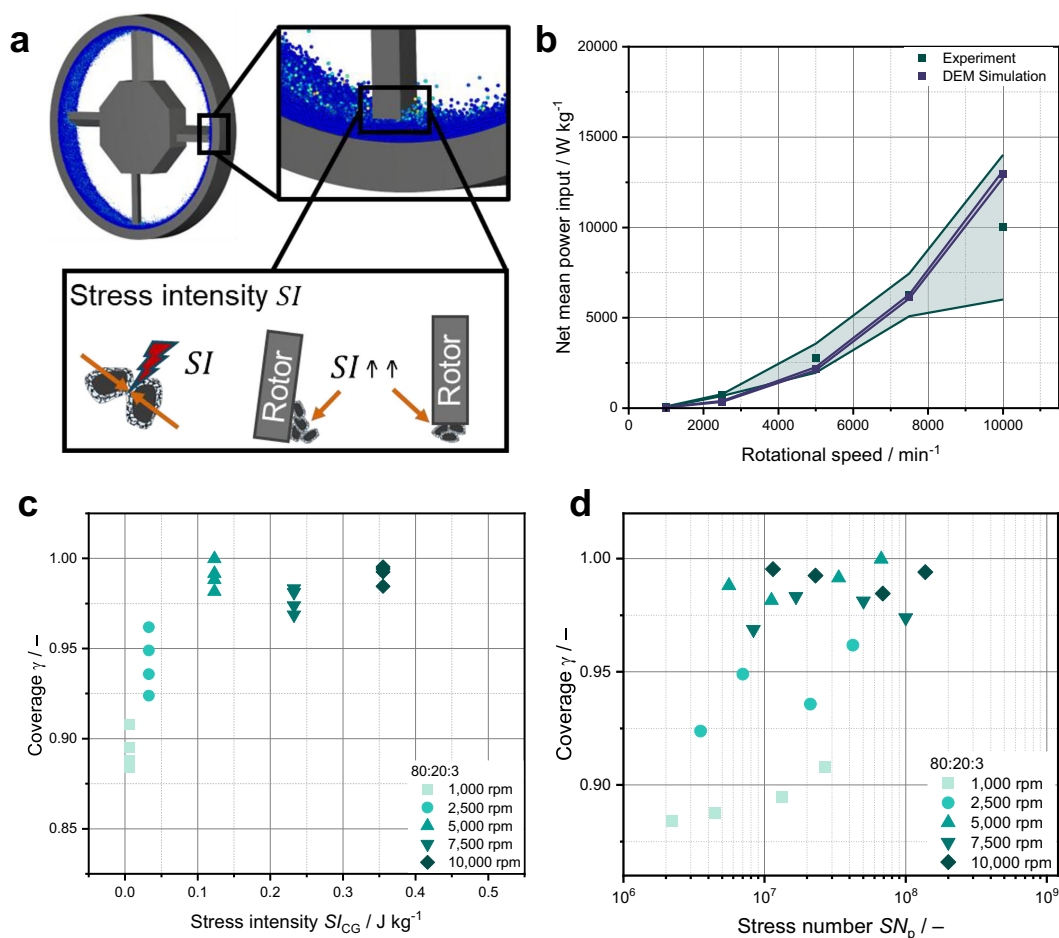 a
Stress intensity SI
SI
Rotor
SI ↑ ↑
Rotor
b
20000
15000
10000
5000
0
Net mean power input / W kg⁻¹
Experiment
DEM Simulation
0
2000
4000
6000
8000
10000
Rotational speed / min⁻¹
c
1.00
0.95
0.90
0.85
Coverage γ / –
80:20:3
1,000 rpm
2,500 rpm
5,000 rpm
7,500 rpm
10,000 rpm
0.0
0.1
0.2
0.3
0.4
0.5
Stress intensity SI_CG / J kg⁻¹
d
1.00
0.95
0.90
Coverage γ / –
80:20:3
1,000 rpm
2,500 rpm
5,000 rpm
7,500 rpm
10,000 rpm
10⁶
10⁷
10⁸
10⁹
Stress number SN_p / –